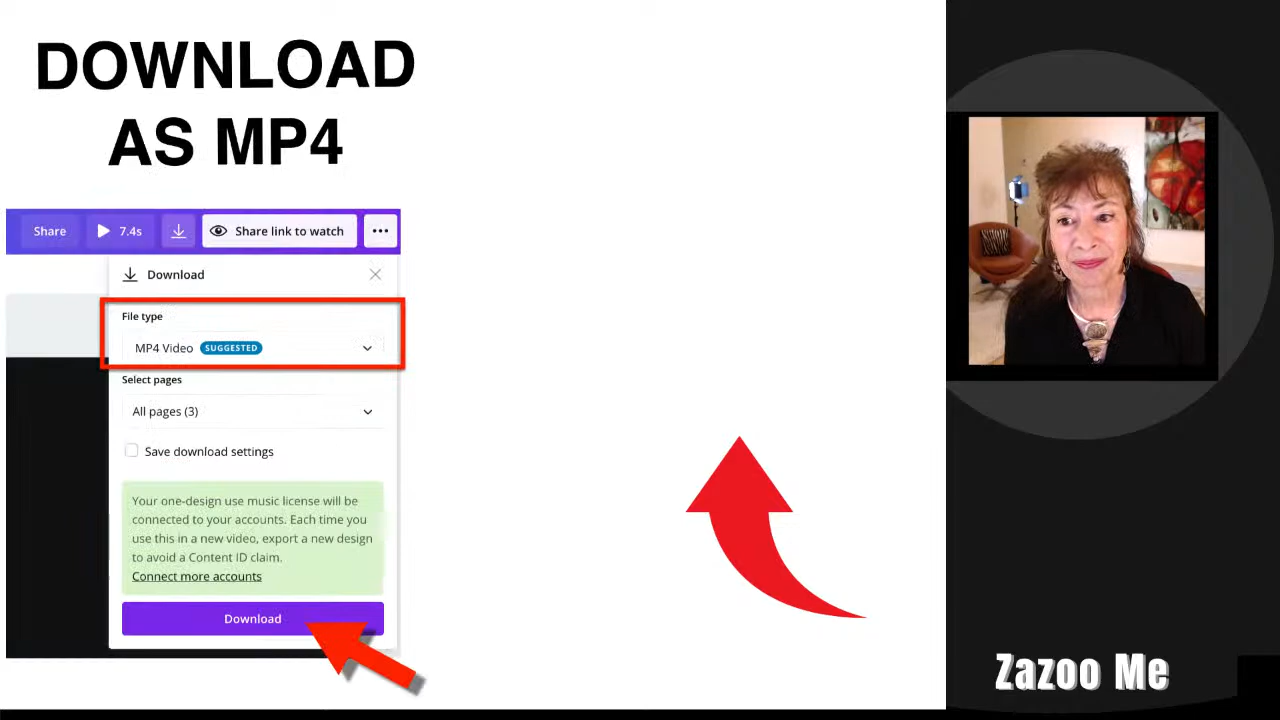 DOWNLOAD
AS MP4
Share
7.4s
Share link to watch
Download
File type
MP4 Video SUGGESTED
Select pages
All pages (3)
Save download settings
Your one-design use music license will be
connected to your accounts. Each time you
use this in a new video, export a new design
to avoid a Content ID claim.
Connect more accounts
Download
Zazoo Me